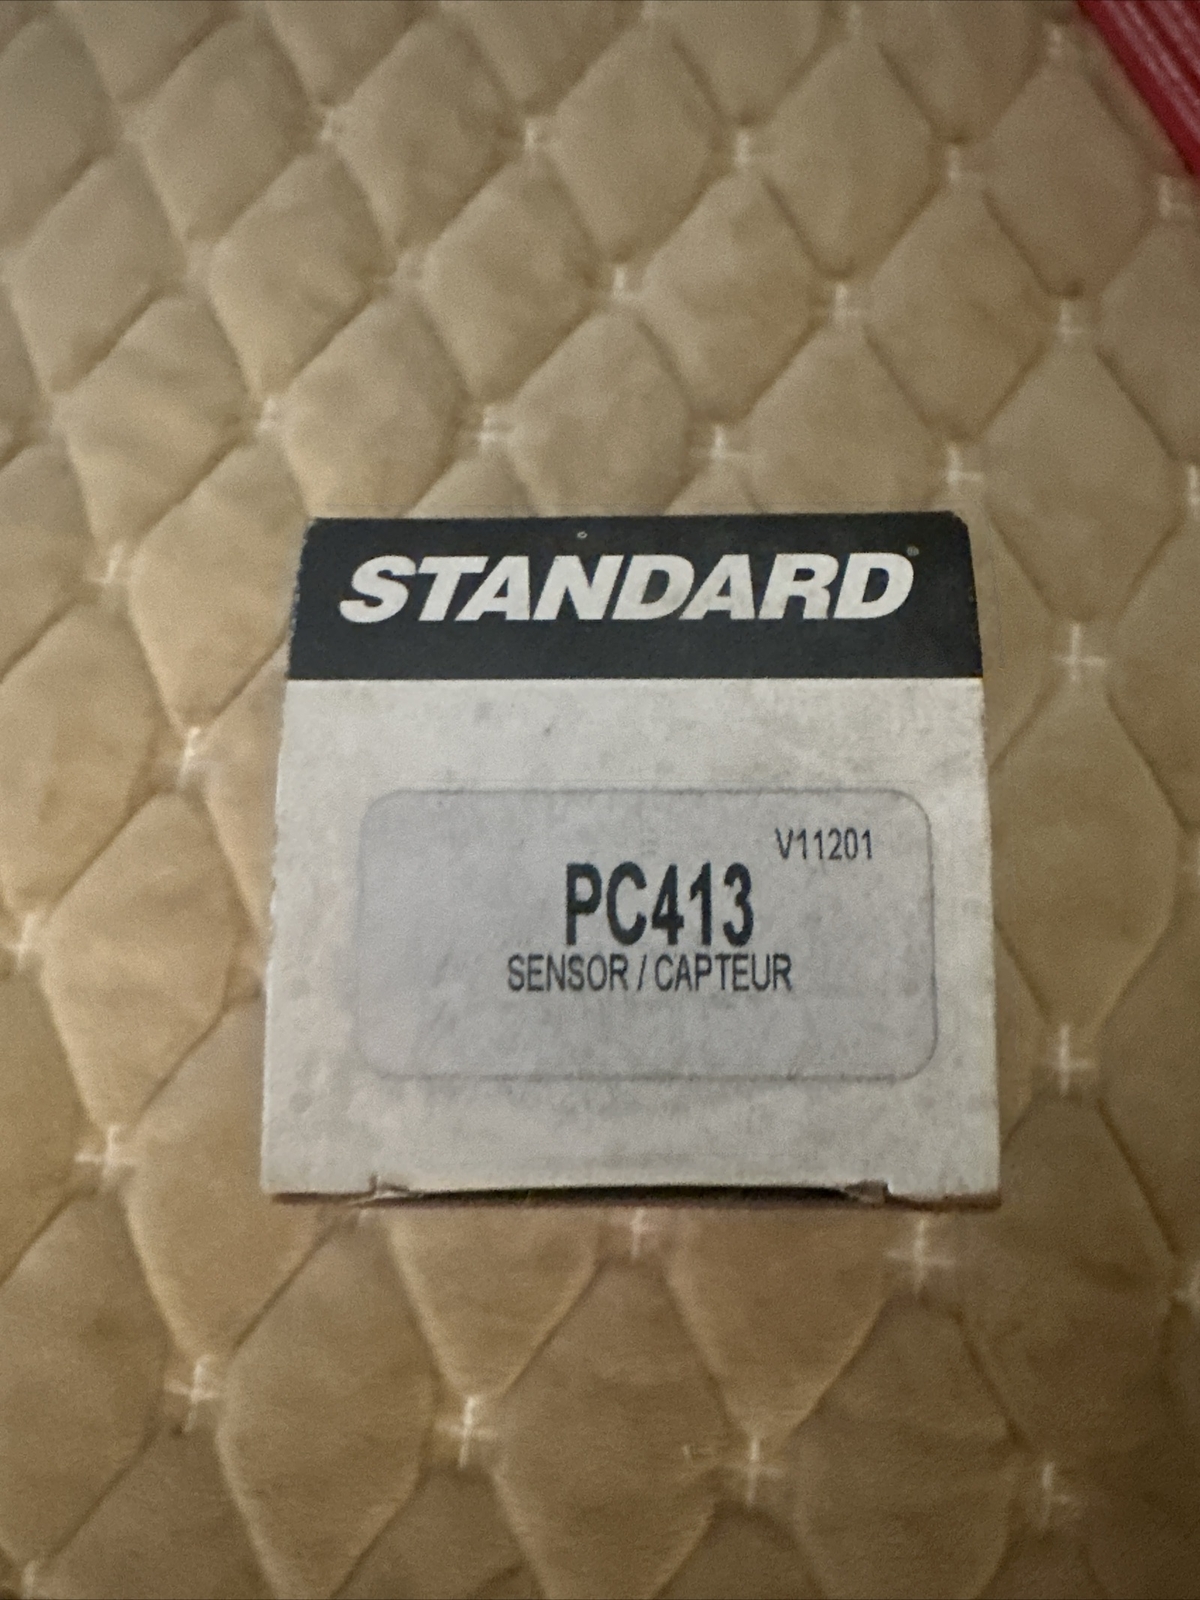 STANDARD®
V11201
PC413
SENSOR / CAPTEUR